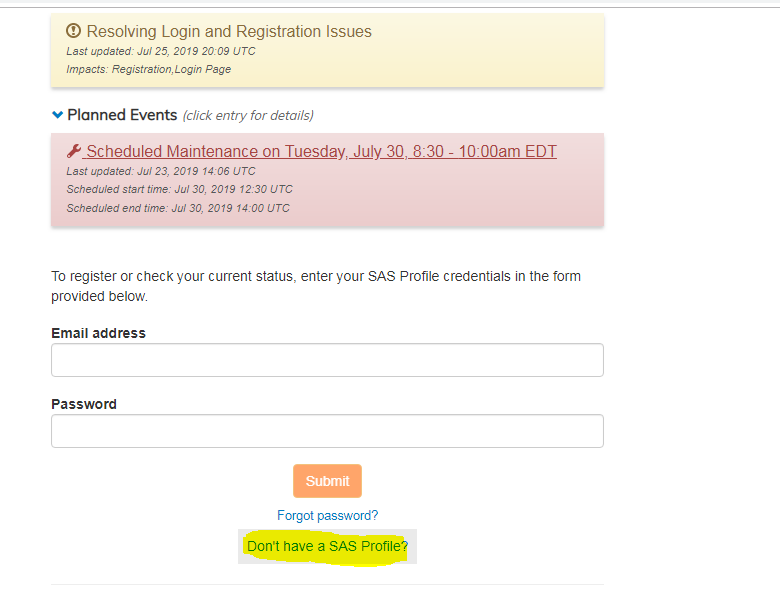 Resolving Login and Registration Issues
Last updated: Jul 25, 2019 20:09 UTC
Impacts: Registration,Login Page
Planned Events (click entry for details)
Scheduled Maintenance on Tuesday, July 30, 8:30 - 10:00am EDT
Last updated: Jul 23, 2019 14:06 UTC
Scheduled start time: Jul 30, 2019 12:30 UTC
Scheduled end time: Jul 30, 2019 14:00 UTC
To register or check your current status, enter your SAS Profile credentials in the form
provided below.
Email address
Password
Submit
Forgot password?
Don't have a SAS Profile?